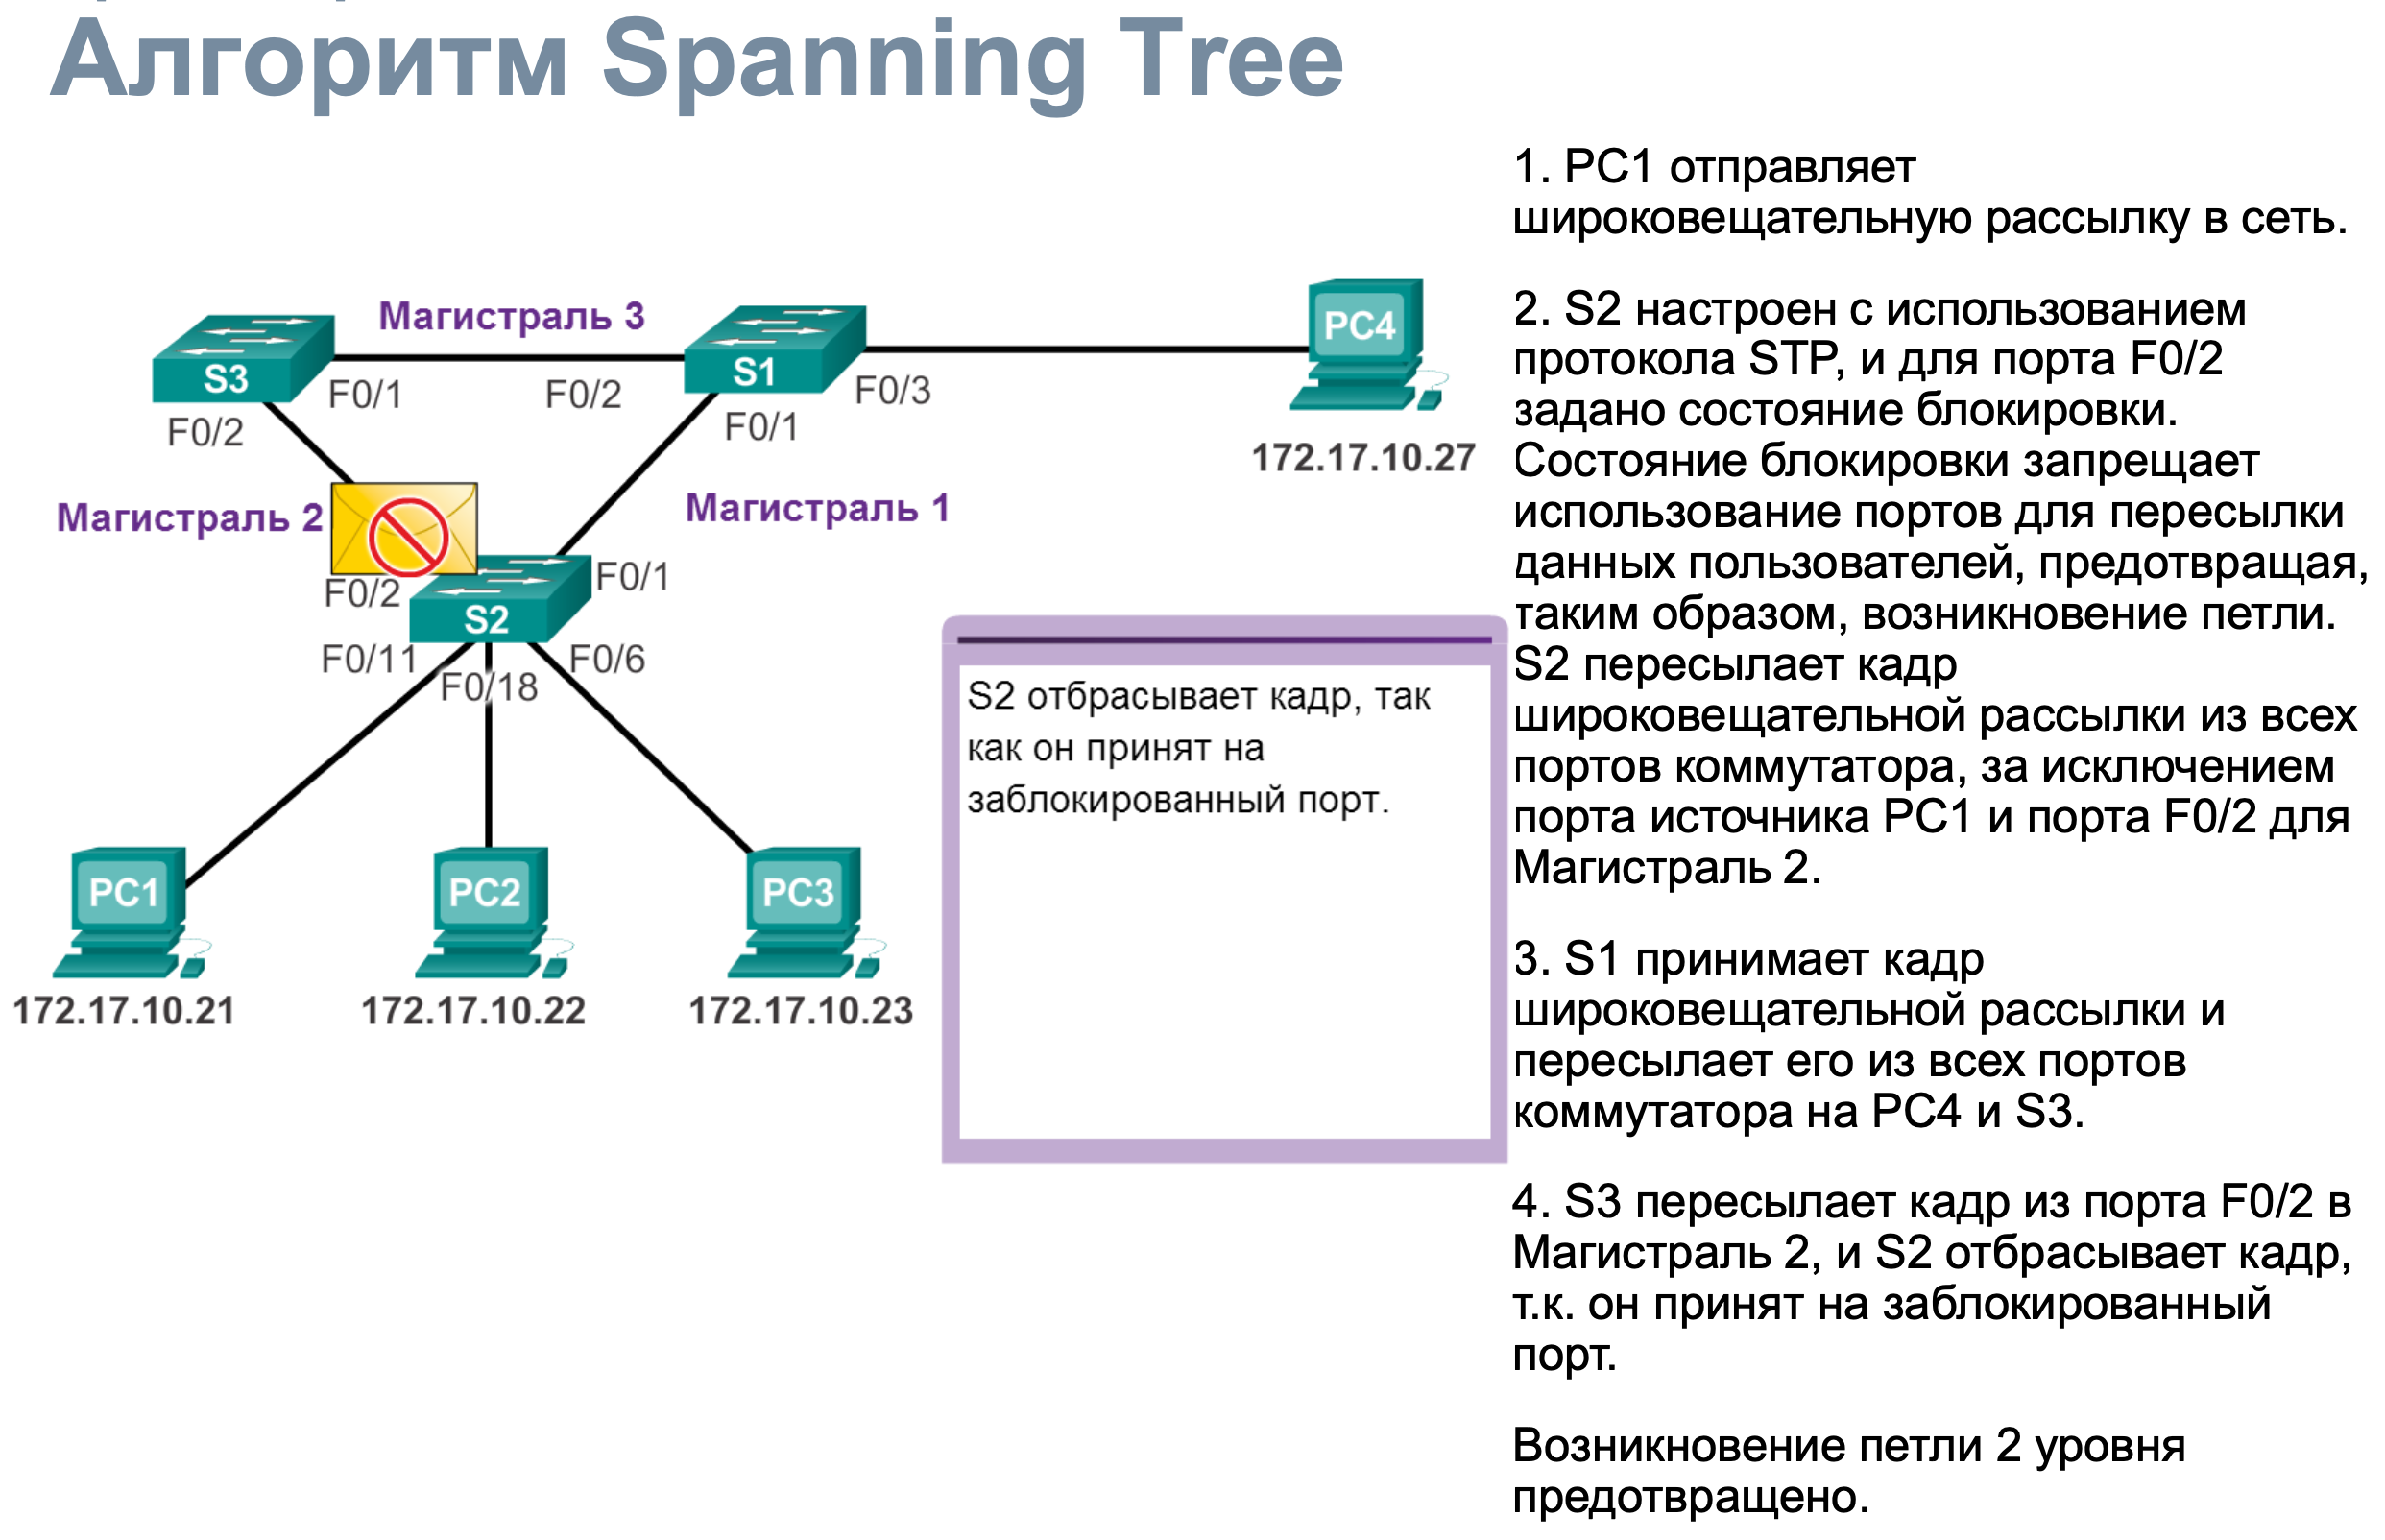 Алгоритм Spanning Tree
1. PC1 отправляет
широковещательную рассылку в сеть.
2. S2 настроен с использованием
протокола STP, и для порта F0/2
задано состояние блокировки.
Состояние блокировки запрещает
использование портов для пересылки
данных пользователей, предотвращая,
таким образом, возникновение петли.
S2 пересылает кадр
широковещательной рассылки из всех
портов коммутатора, за исключением
порта источника PC1 и порта F0/2 для
Магистраль 2.
3. S1 принимает кадр
широковещательной рассылки и
пересылает его из всех портов
коммутатора на PC4 и S3.
4. S3 пересылает кадр из порта F0/2 в
Магистраль 2, и S2 отбрасывает кадр,
т.к. он принят на заблокированный
порт.
Возникновение петли 2 уровня
предотвращено.
Магистраль 3
S3
F0/1
F0/2
S1
F0/3
PC4
F0/2
F0/1
172.17.10.27
Магистраль 2
Магистраль 1
F0/2
S2
F0/1
F0/11
F0/18
F0/6
S2 отбрасывает кадр, так
как он принят на
заблокированный порт.
PC1
PC2
PC3
172.17.10.21
172.17.10.22
172.17.10.23